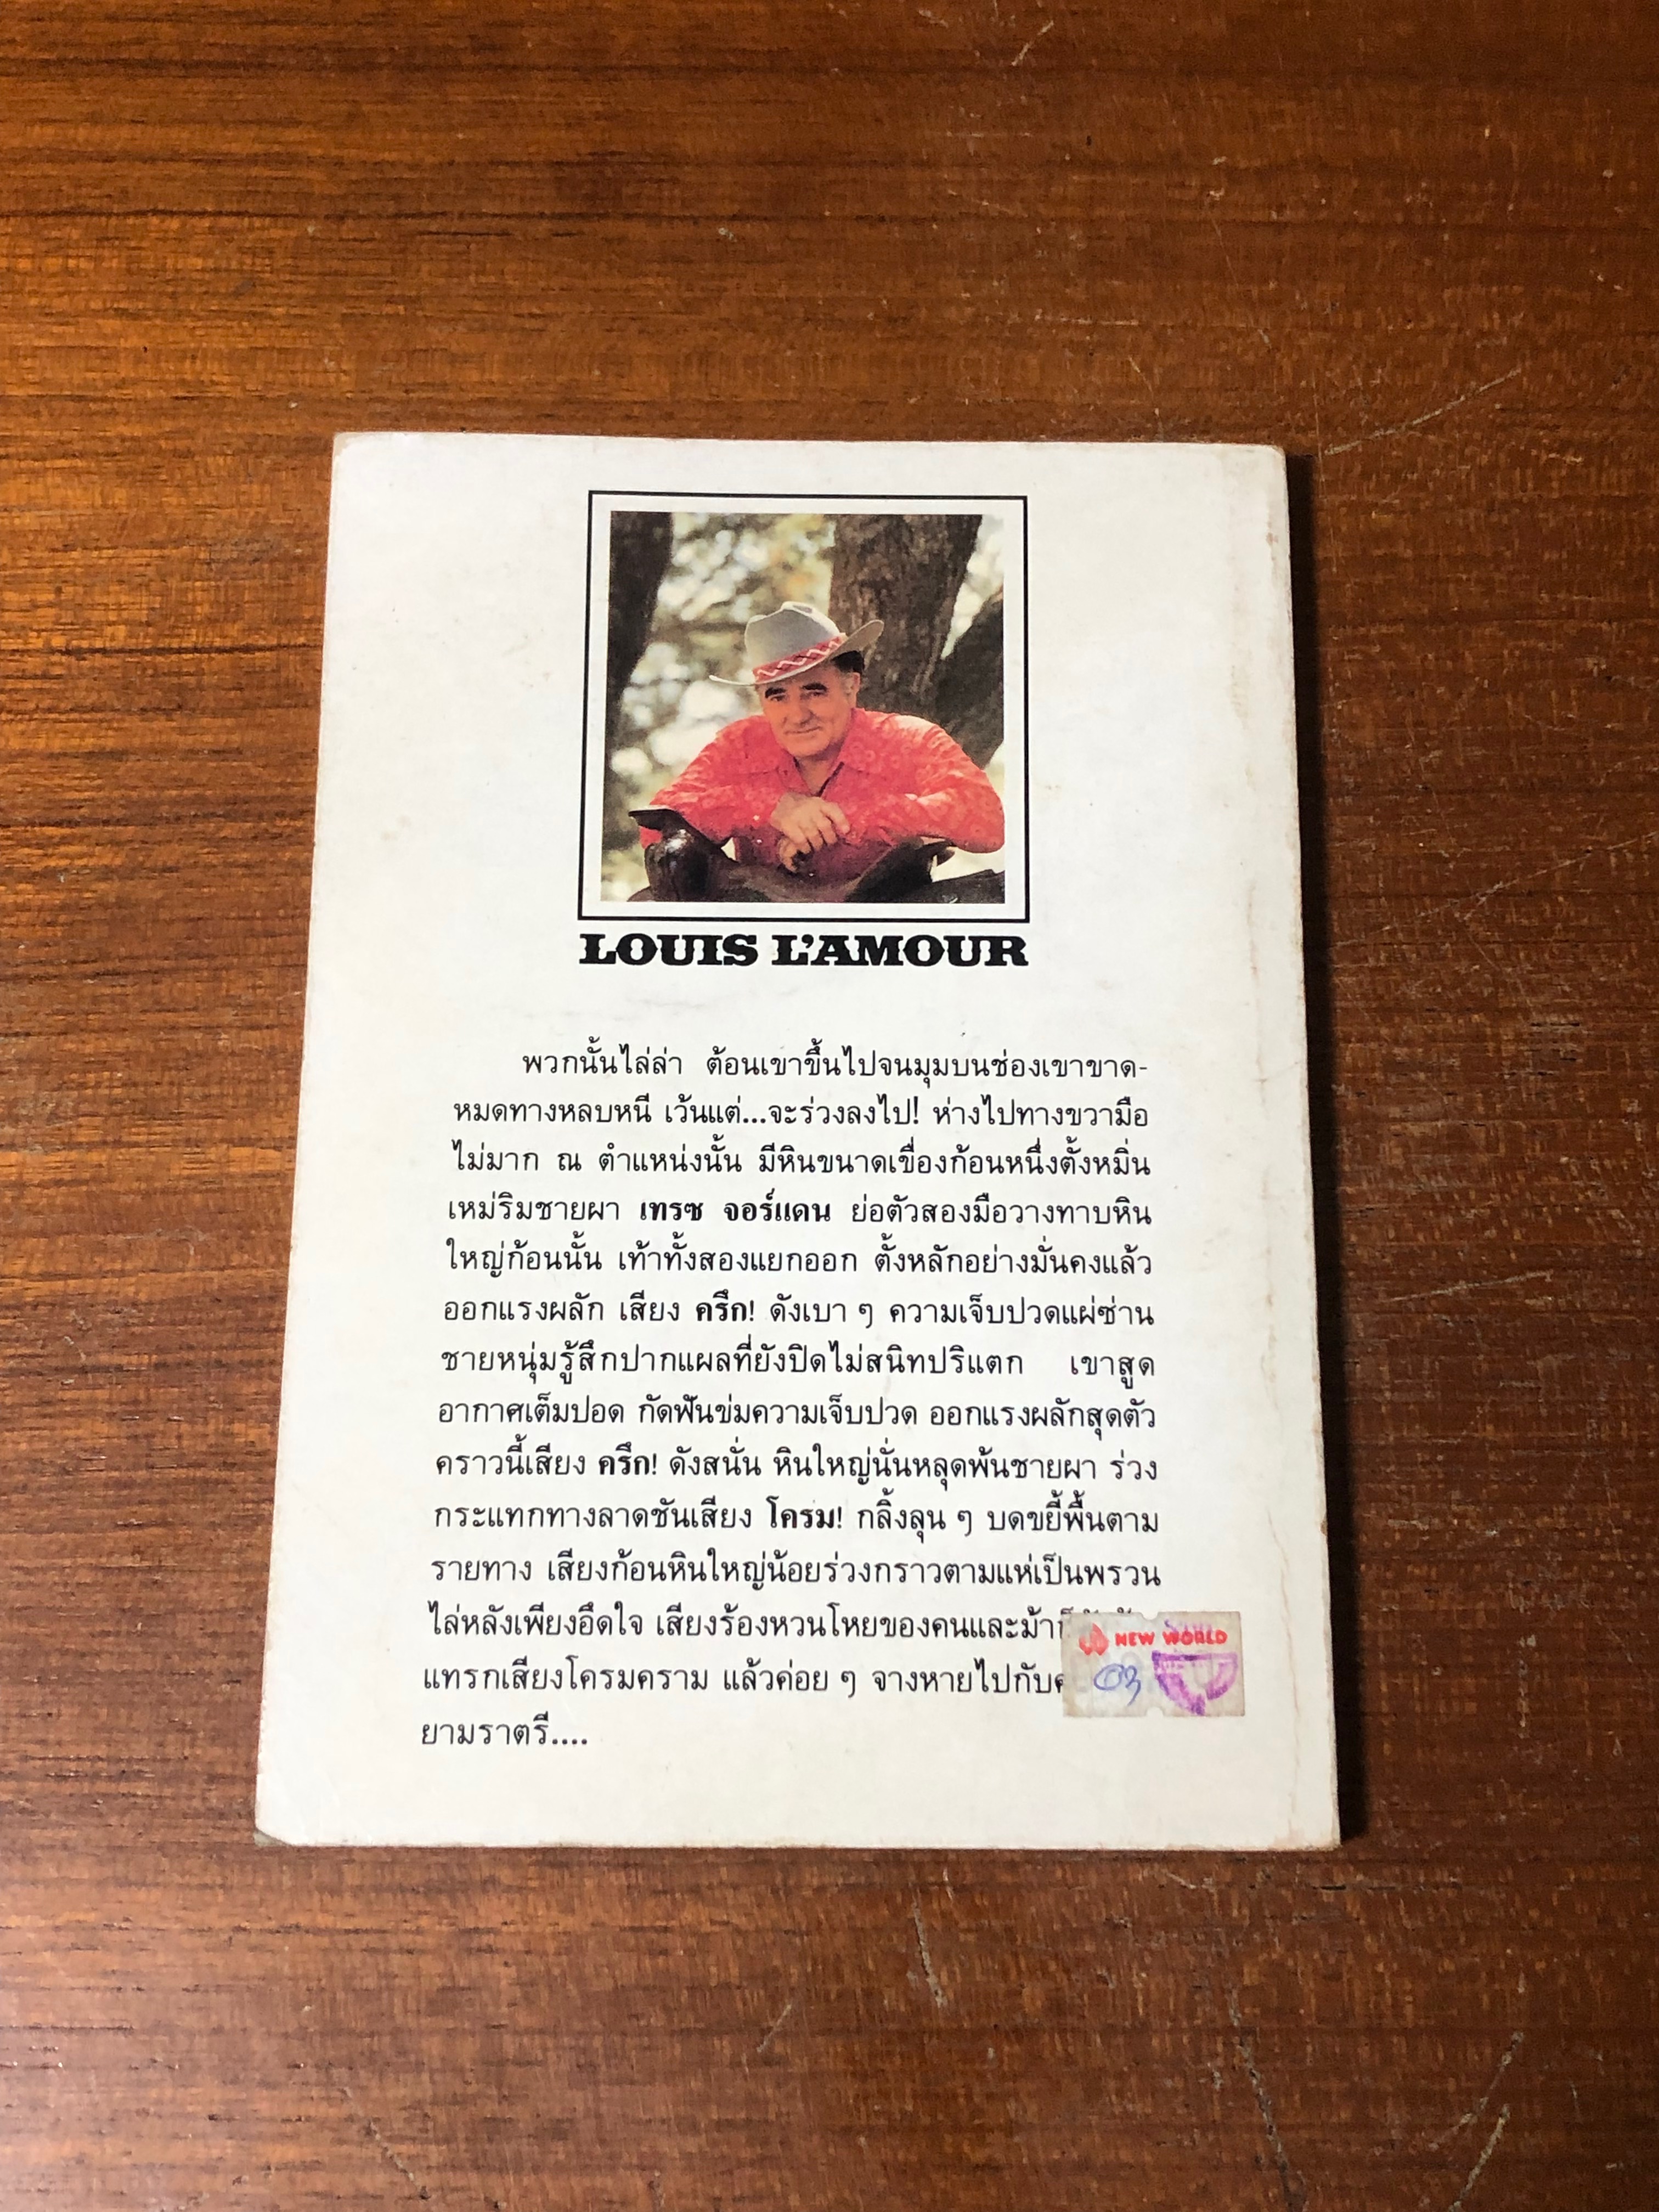 LOUIS L'AMOUR
พวกนั้นไล่ล่า ต้อนเขาขึ้นไปจนมุมบนช่องเขาขาด-
หมดทางหลบหนี เว้นแต่...จะร่วงลงไป! ห่างไปทางขวามือ
ไม่มาก ณ ตำแหน่งนั้น มีหินขนาดเขื่องก้อนหนึ่งตั้งหมิ่น
เหม่ริมชายผา เทรซ จอร์แดน ย่อตัวสองมือวางทาบหิน
ใหญ่ก้อนนั้น เท้าทั้งสองแยกออก ตั้งหลักอย่างมั่นคงแล้ว
ออกแรงผลัก เสียง ครึก! ดังเบา ๆ ความเจ็บปวดแผ่ซ่าน
ชายหนุ่มรู้สึกปากแผลที่ยังปิดไม่สนิทปริแตก เขาสูด
อากาศเต็มปอด กัดฟันข่มความเจ็บปวด ออกแรงผลักสุดตัว
คราวนี้เสียง ครึก! ดังสนั่น หินใหญ่นั่นหลุดพ้นชายผา ร่วง
กระแทกทางลาดชันเสียง โครม! กลิ้งลุน ๆ บดขยี้พื้นตาม
รายทาง เสียงก้อนหินใหญ่น้อยร่วงกราวตามแห่เป็นพรวน
ไล่หลังเพียงอึดใจ เสียงร้องหวนโหยของคนและม้า
แทรกเสียงโครมคราม แล้วค่อย ๆ จางหายไปกับ
ยามราตรี....
NEW WORLD